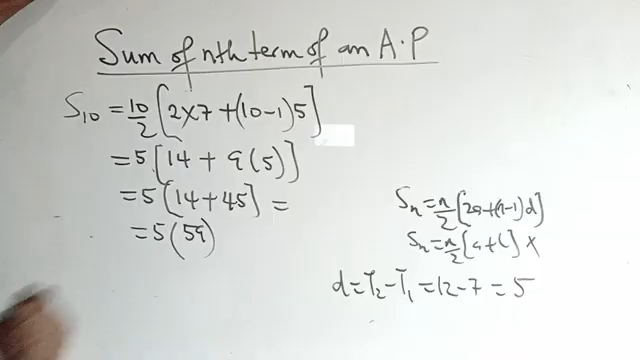 Sum of nth term of an A.P
S₁₀ = 10/2 [2×7 + (10-1)5]
= 5 [14 + 9(5)]
= 5 [14 + 45] =
= 5 (59)
Sₙ = n/2 [2a+(n-1)d]
Sₙ = n/2 [a+l] ×
d = T₂ - T₁ = 12 - 7 = 5